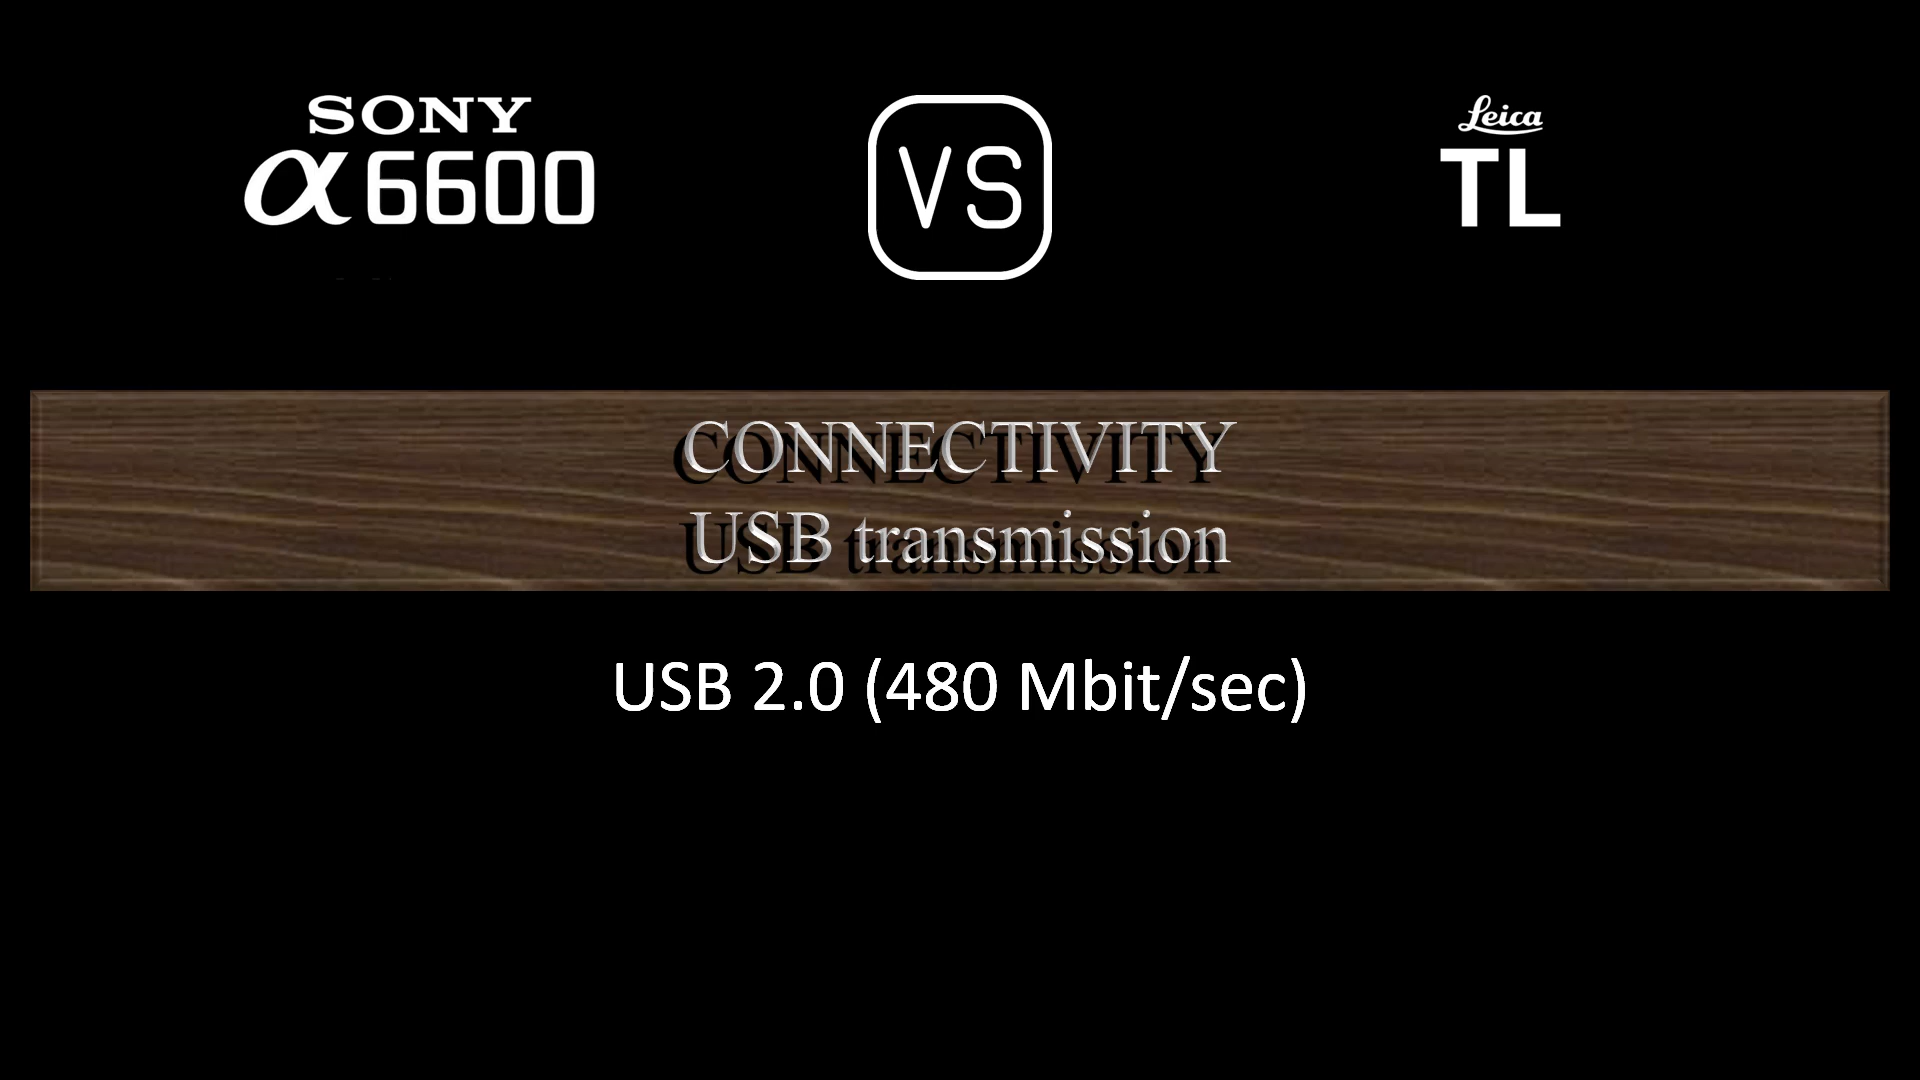 SONY
α6600
VS
Leica
TL
CONNECTIVITY
USB transmission
USB 2.0 (480 Mbit/sec)